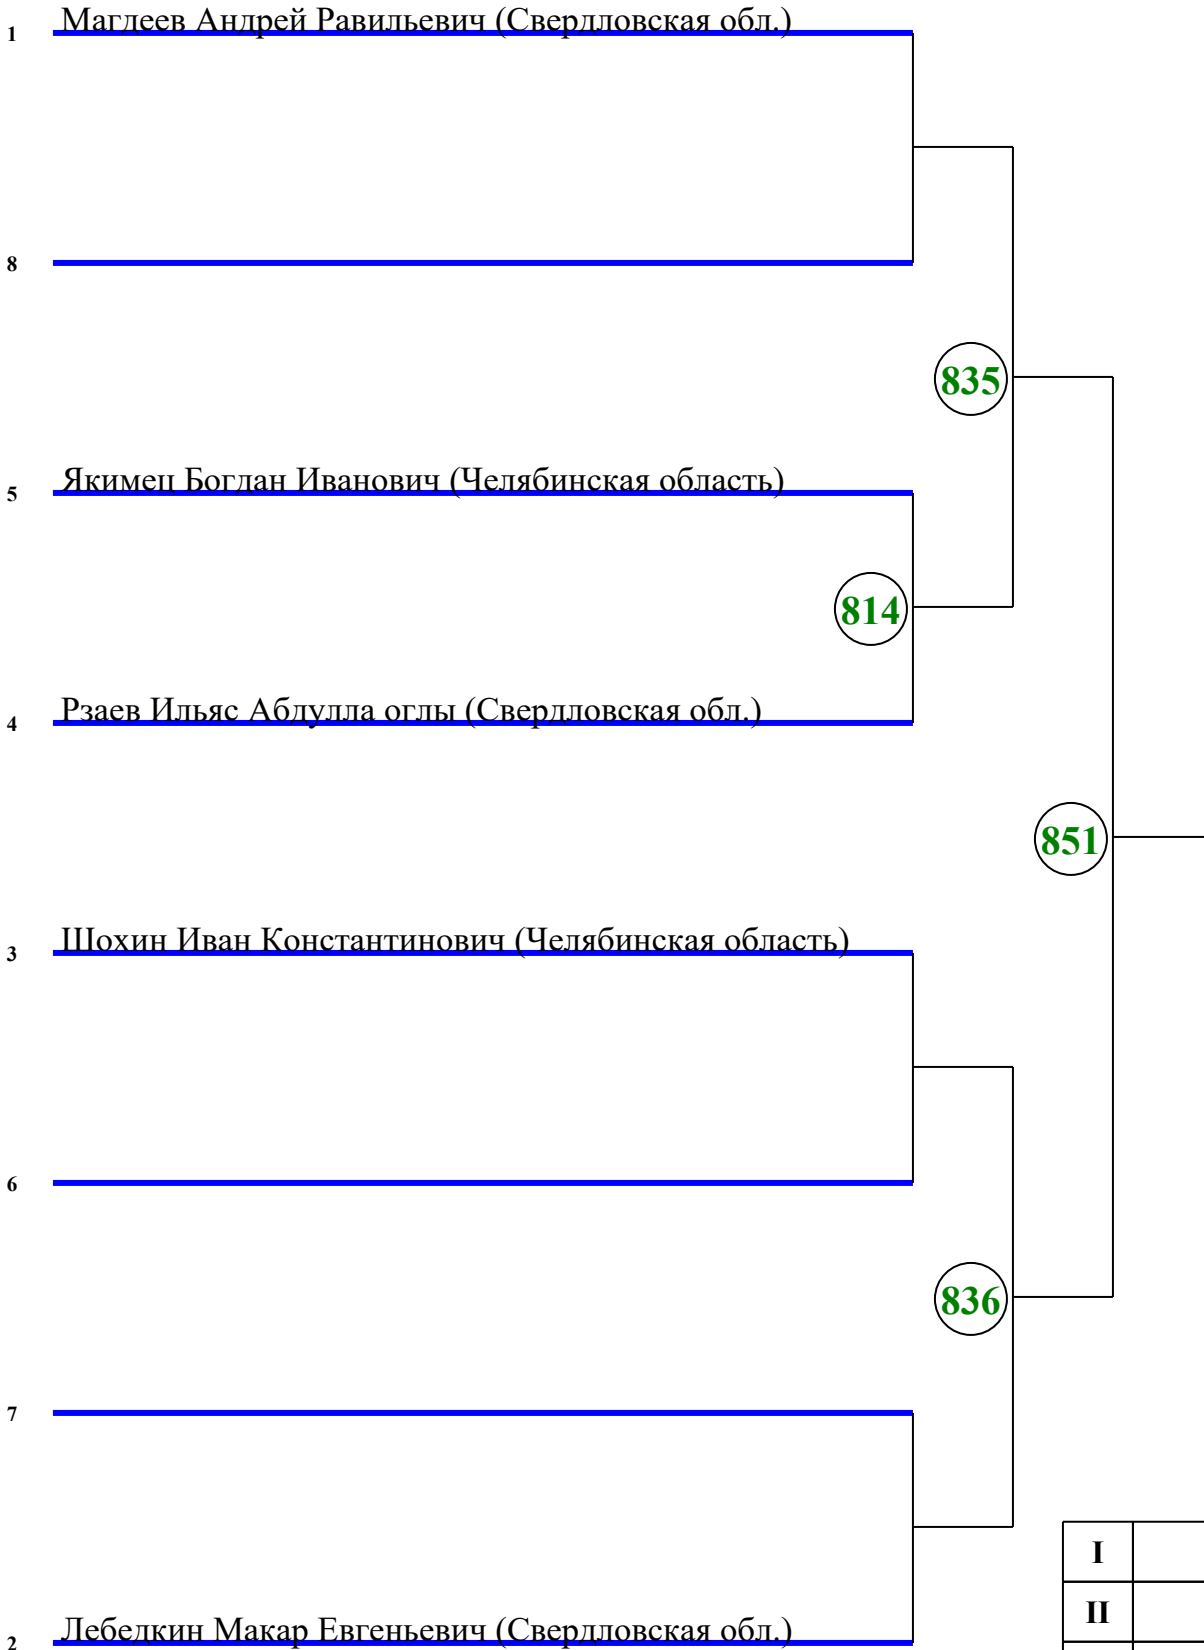 1 Магдеев Андрей Равильевич (Свердловская обл.)
8
835
5 Якимец Богдан Иванович (Челябинская область)
814
4 Рзаев Ильяс Абдулла оглы (Свердловская обл.)
851
3 Шохин Иван Константинович (Челябинская область)
6
836
7
I
II
2 Лебедкин Макар Евгеньевич (Свердловская обл.)